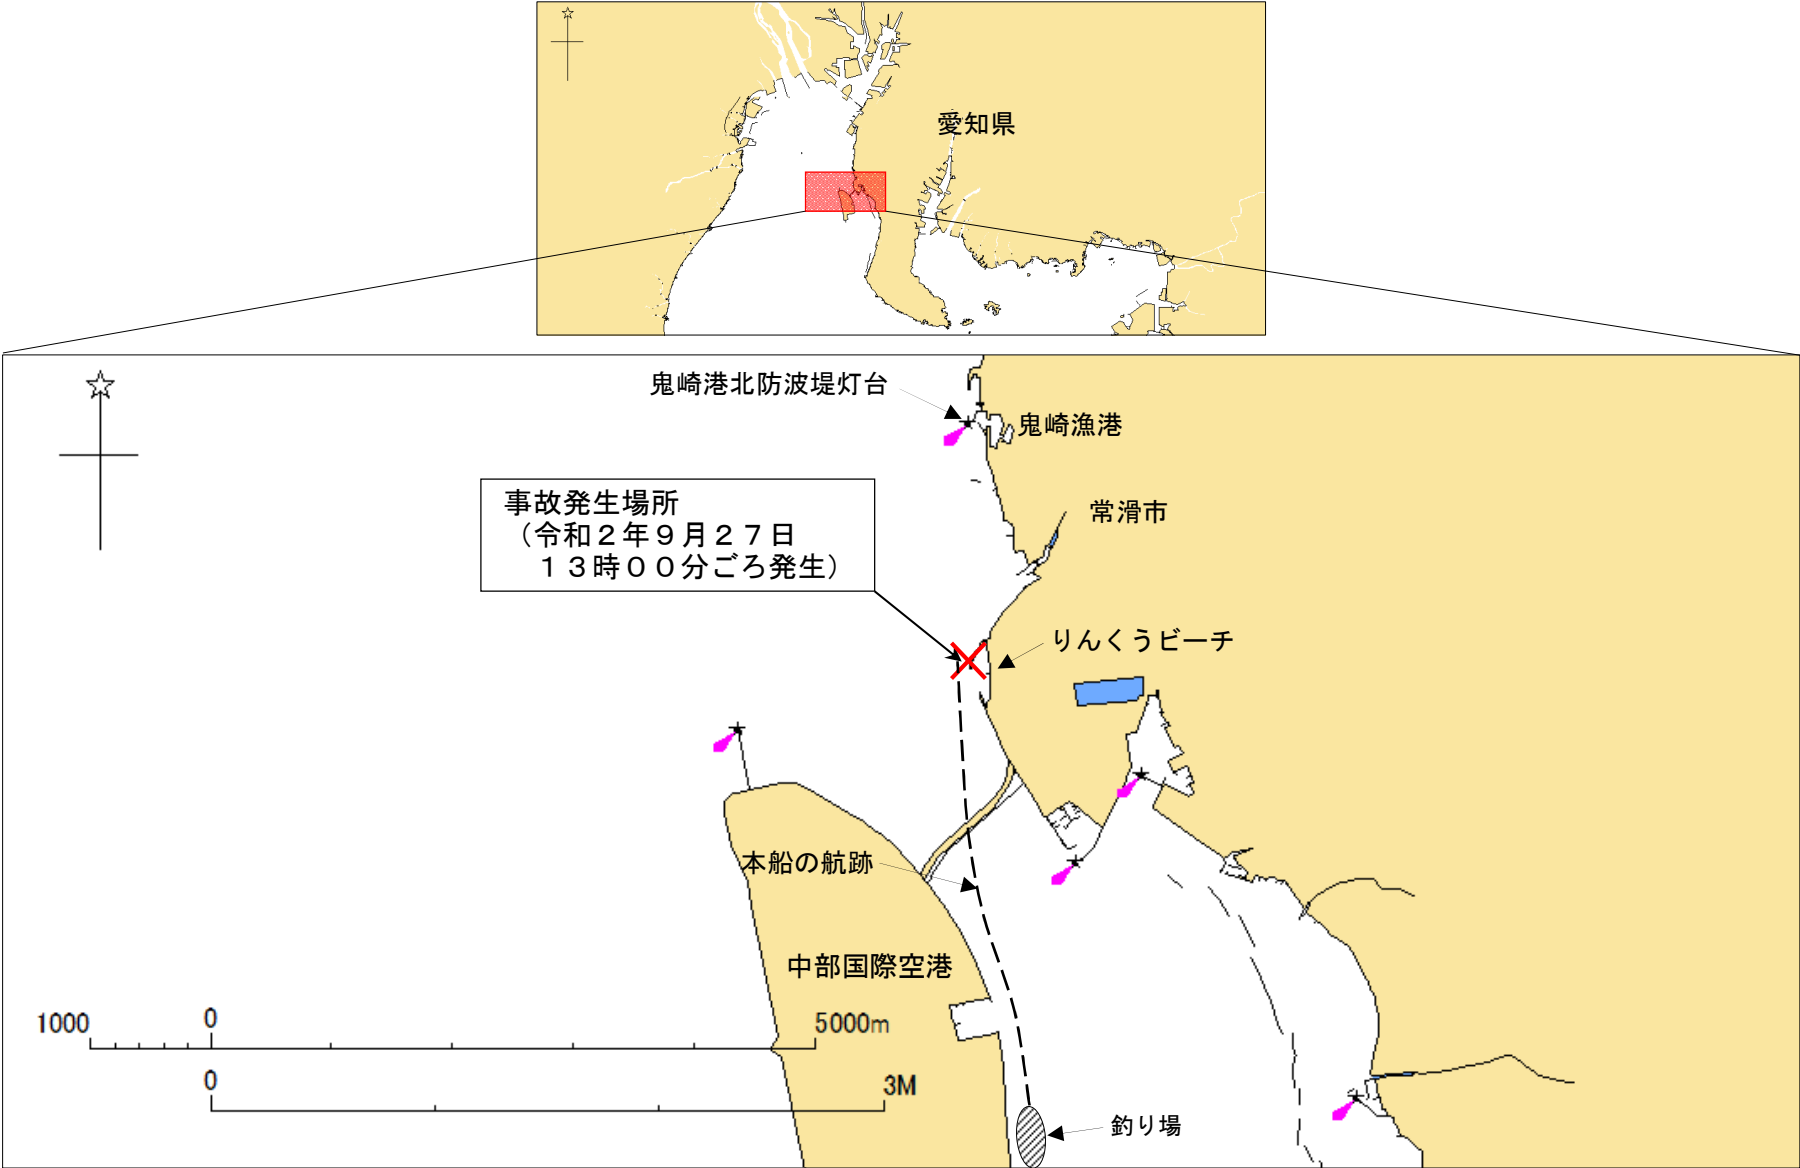 愛知県
鬼崎港北防波堤灯台
鬼崎漁港
事故発生場所
（令和２年９月２７日
１３時００分ごろ発生）
常滑市
りんくうビーチ
本船の航跡
中部国際空港
1000 0 5000m
0 3M
釣り場